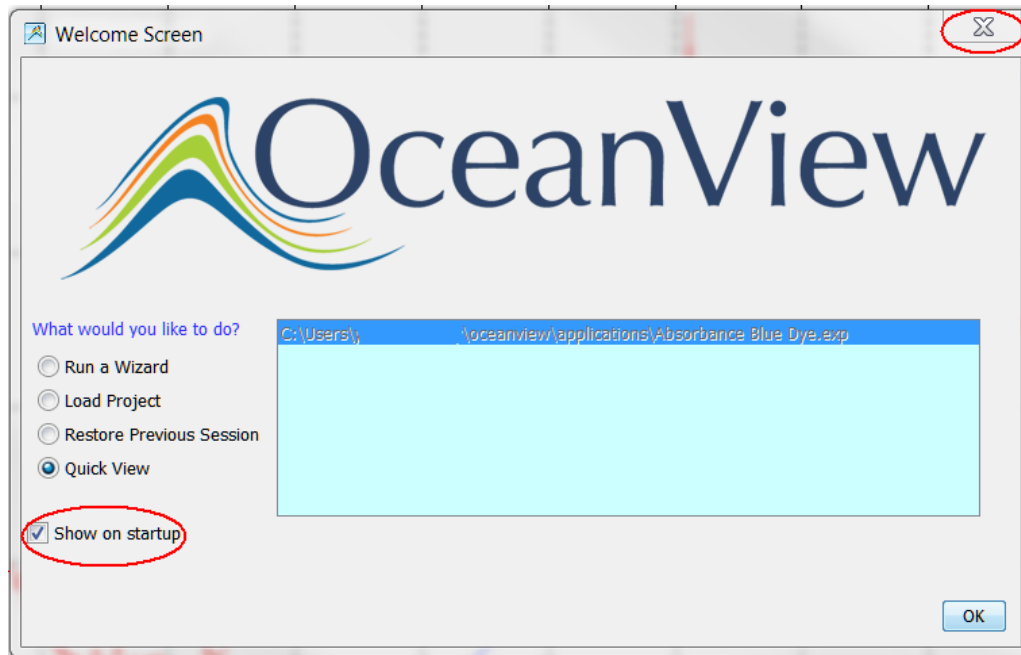 Welcome Screen
OceanView
What would you like to do?
C:\Users\; \oceanview\applications\Absorbance Blue Dye.exp
Run a Wizard
Load Project
Restore Previous Session
Quick View
Show on startup
OK